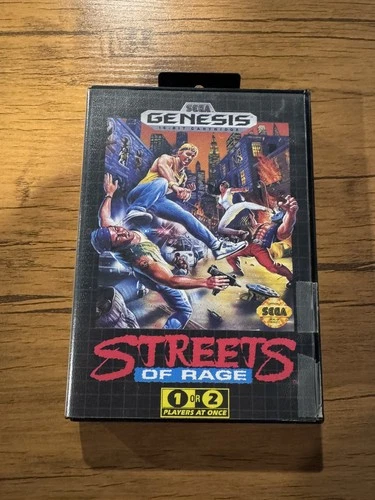 SEGA
GENESIS
16-BIT CARTRIDGE
SEGA
STREETS
OF RAGE
1 OR 2
PLAYERS AT ONCE